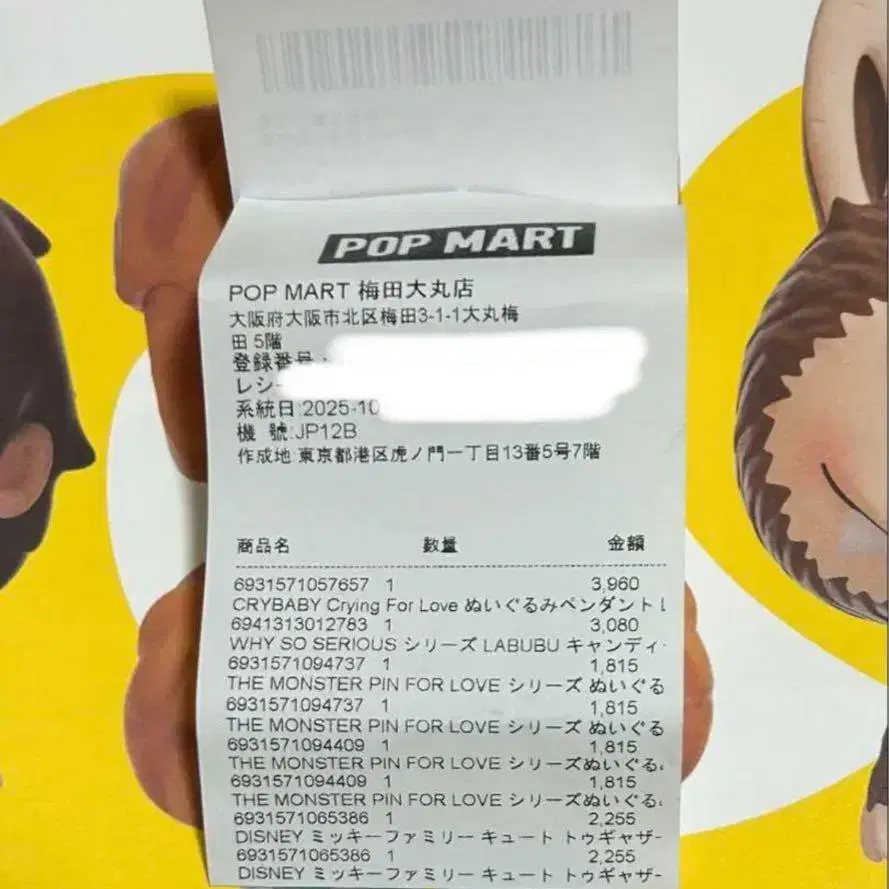 POP MART
POP MART 梅田大丸店
大阪府大阪市北区梅田3-1-1大丸梅
田 5階
登録番号:
レシ
系統日:2025-10
機 號:JP12B
作成地:東京都港区虎ノ門一丁目13番5号7階
商品名 数量 金額
6931571057657 1 3,960
CRYBABY Crying For Love ぬいぐるみペンダント
6941313012783 1 3,080
WHY SO SERIOUS シリーズ LABUBU キャンディ
6931571094737 1 1,815
THE MONSTER PIN FOR LOVE シリーズ ぬいぐる
6931571094737 1 1,815
THE MONSTER PIN FOR LOVE シリーズ ぬいぐる
6931571094409 1 1,815
THE MONSTER PIN FOR LOVE シリーズぬいぐる
6931571094409 1 1,815
THE MONSTER PIN FOR LOVE シリーズぬいぐる
6931571065386 1 2,255
DISNEY ミッキーファミリー キュート トゥギャザー
6931571065386 1 2,255
DISNEY ミッキーファミリー キュート トゥギャザー